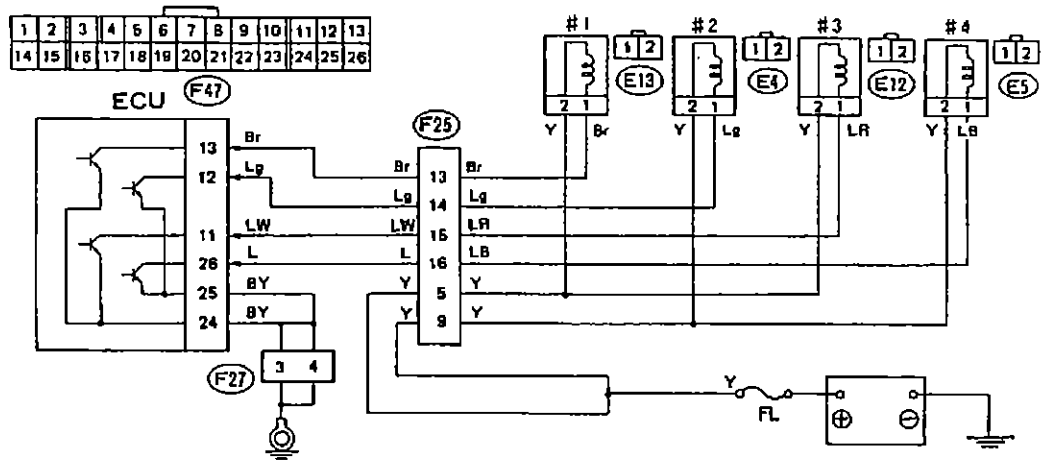 1 2 3 4 5 6 7 8 9 10 11 12 13
14 15 16 17 18 19 20 21 22 23 24 25 26
F47
ECU
#1 #2 #3 #4
1 2 E13
1 2 E4
1 2 E12
1 2 E5
2 1 2 1 2 1 2 1
Y Br Y Lg Y LR Y LB
F25
13 Br Br 13 Br
12 Lg Lg 14 Lg
11 LW LW 15 LR
26 L L 16 LB
25 BY Y 5 Y
24 BY Y 9 Y
F27
3 4
Y
FL
⊕ ⊖